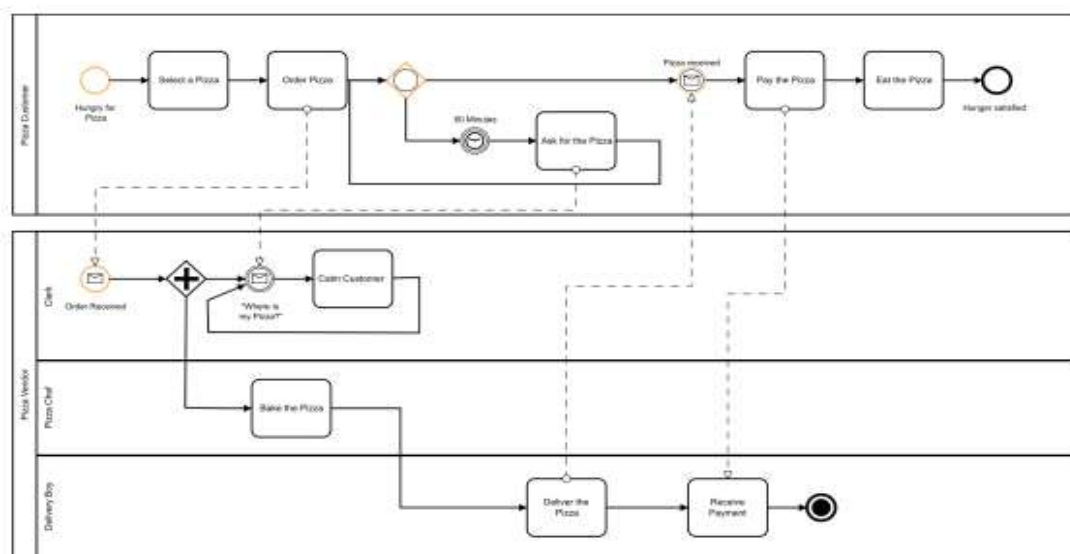 Pizza Customer
Hungry for
Pizza
Select a Pizza
Order Pizza
60 Minutes
Ask for the Pizza
Pizza received
Pay the Pizza
Eat the Pizza
Hunger satisfied
Pizza Vendor
Clerk
Order Received
"Where is
my Pizza?"
Calm Customer
Pizza Chef
Bake the Pizza
Delivery Boy
Deliver the
Pizza
Receive
Payment